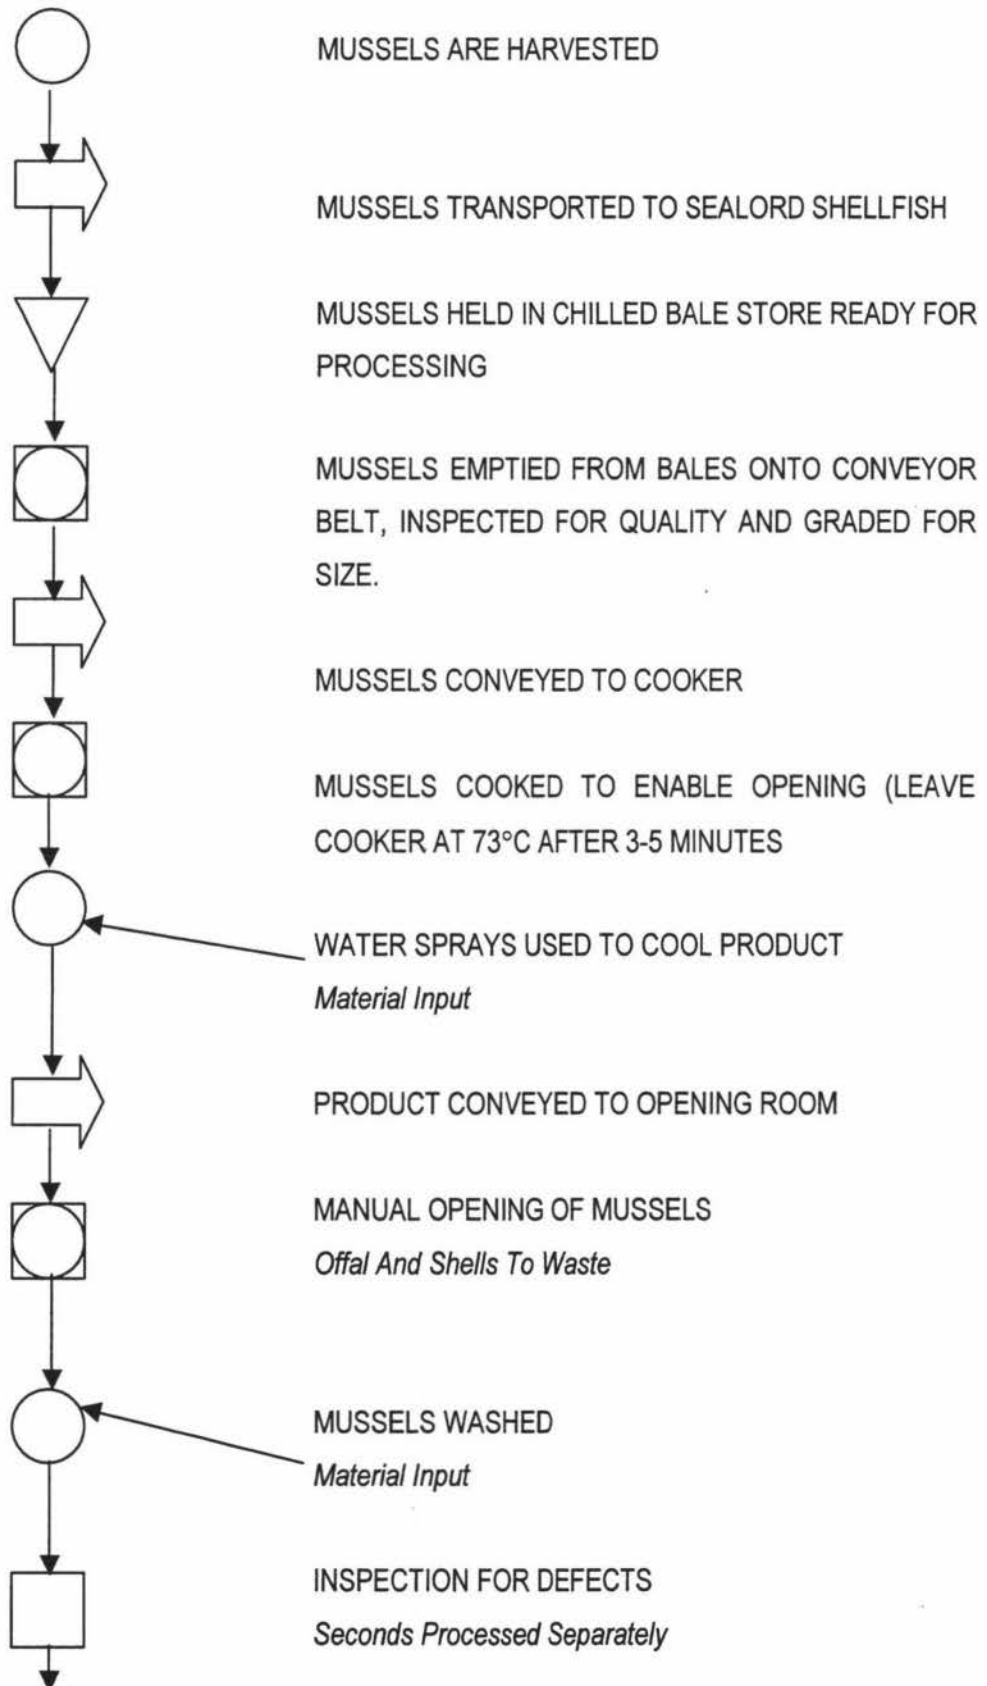 MUSSELS ARE HARVESTED
MUSSELS TRANSPORTED TO SEALORD SHELLFISH
MUSSELS HELD IN CHILLED BALE STORE READY FOR
PROCESSING
MUSSELS EMPTIED FROM BALES ONTO CONVEYOR
BELT, INSPECTED FOR QUALITY AND GRADED FOR
SIZE.
MUSSELS CONVEYED TO COOKER
MUSSELS COOKED TO ENABLE OPENING (LEAVE
COOKER AT 73°C AFTER 3-5 MINUTES
WATER SPRAYS USED TO COOL PRODUCT
Material Input
PRODUCT CONVEYED TO OPENING ROOM
MANUAL OPENING OF MUSSELS
Offal And Shells To Waste
MUSSELS WASHED
Material Input
INSPECTION FOR DEFECTS
Seconds Processed Separately